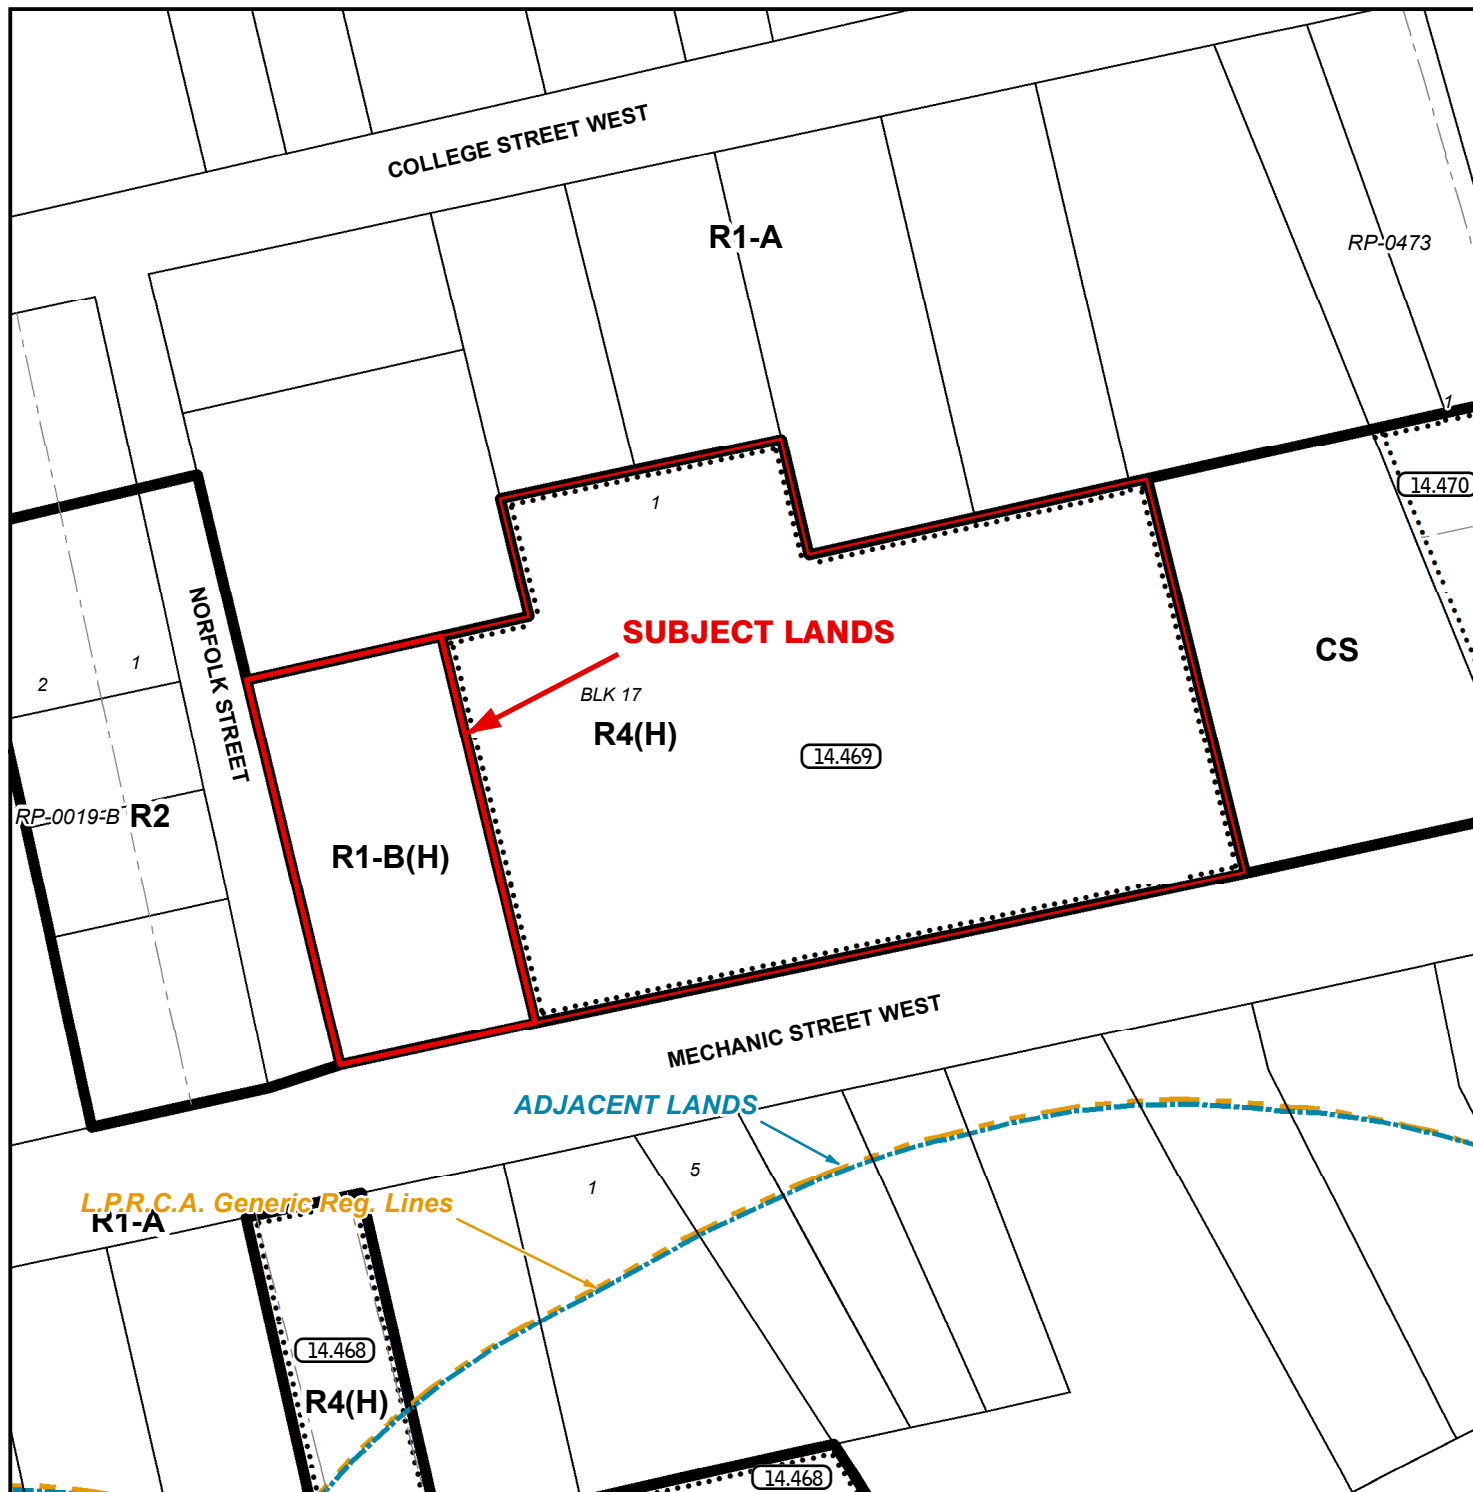 COLLEGE STREET WEST
R1-A
RP-0473
1
14.470
1
NORFOLK STREET
SUBJECT LANDS
CS
1
2
BLK 17
R4(H)
14.469
RP-0019-B
R2
R1-B(H)
MECHANIC STREET WEST
ADJACENT LANDS
5
1
L.P.R.C.A. Generic Reg. Lines
R1-A
14.468
R4(H)
14.468